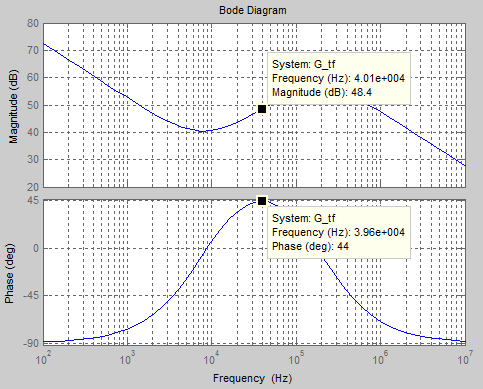 Bode Diagram
80
70
60
50
40
30
20
Magnitude (dB)
System: G_tf
Frequency (Hz): 4.01e+004
Magnitude (dB): 48.4
45
0
-45
-90
Phase (deg)
System: G_tf
Frequency (Hz): 3.96e+004
Phase (deg): 44
10^2 10^3 10^4 10^5 10^6 10^7
Frequency (Hz)